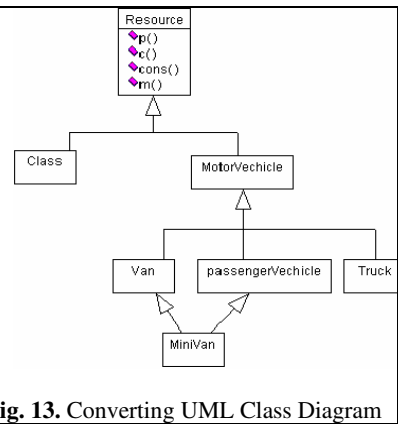 Resource
p()
c()
cons()
m()
Class
MotorVechicle
Van
passengerVechicle
Truck
MiniVan
ig. 13. Converting UML Class Diagram